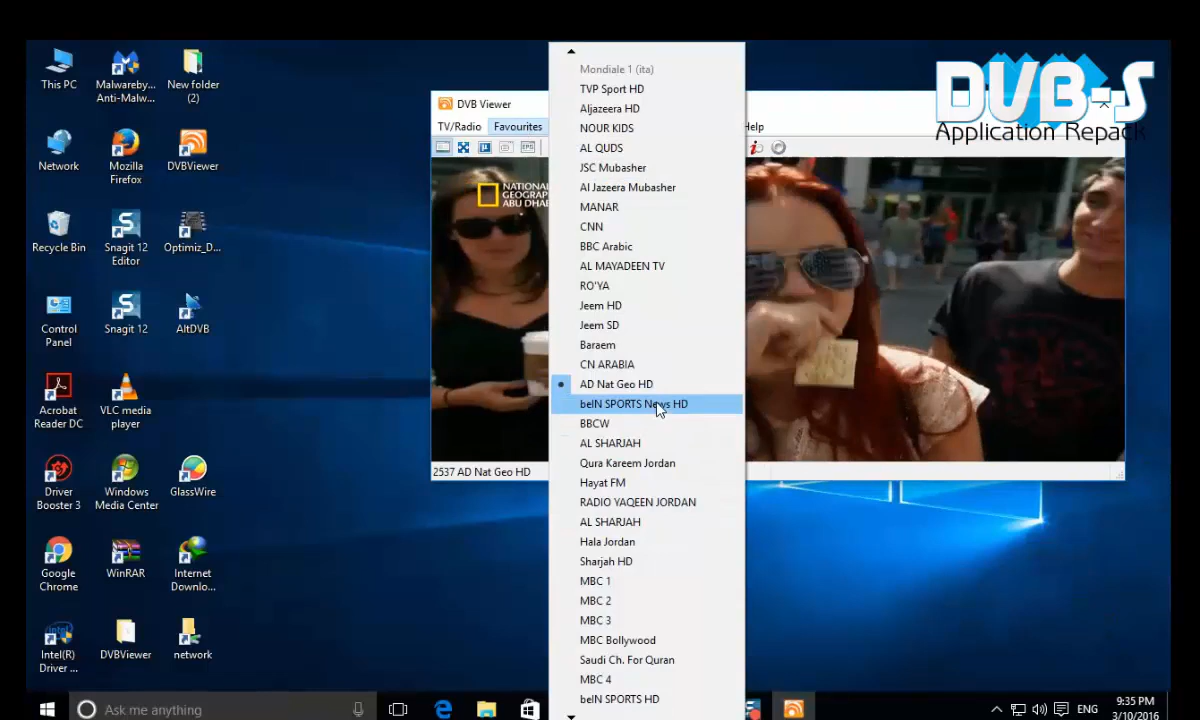 DVB-S
Application Repack
This PC
Malwareby...
Anti-Malw...
New folder
(2)
Network
Mozilla
Firefox
DVBViewer
Recycle Bin
Snagit 12
Editor
Optimiz_D...
Control
Panel
Snagit 12
AltDVB
Acrobat
Reader DC
VLC media
player
Driver
Booster 3
Windows
Media Center
GlassWire
Google
Chrome
WinRAR
Internet
Downlo...
Intel(R)
Driver ...
DVBViewer
network
DVB Viewer
TV/Radio
Favourites
Help
EPG
NATIONAL
GEOGRAP
ABU DHA
Mondiale 1 (ita)
TVP Sport HD
Aljazeera HD
NOUR KIDS
AL QUDS
JSC Mubasher
Al Jazeera Mubasher
MANAR
CNN
BBC Arabic
AL MAYADEEN TV
RO'YA
Jeem HD
Jeem SD
Baraem
CN ARABIA
AD Nat Geo HD
beIN SPORTS News HD
BBCW
AL SHARJAH
Qura Kareem Jordan
Hayat FM
RADIO YAQEEN JORDAN
AL SHARJAH
Hala Jordan
Sharjah HD
MBC 1
MBC 2
MBC 3
MBC Bollywood
Saudi Ch. For Quran
MBC 4
beIN SPORTS HD
2537 AD Nat Geo HD
Ask me anything
ENG
9:35 PM
3/10/2016